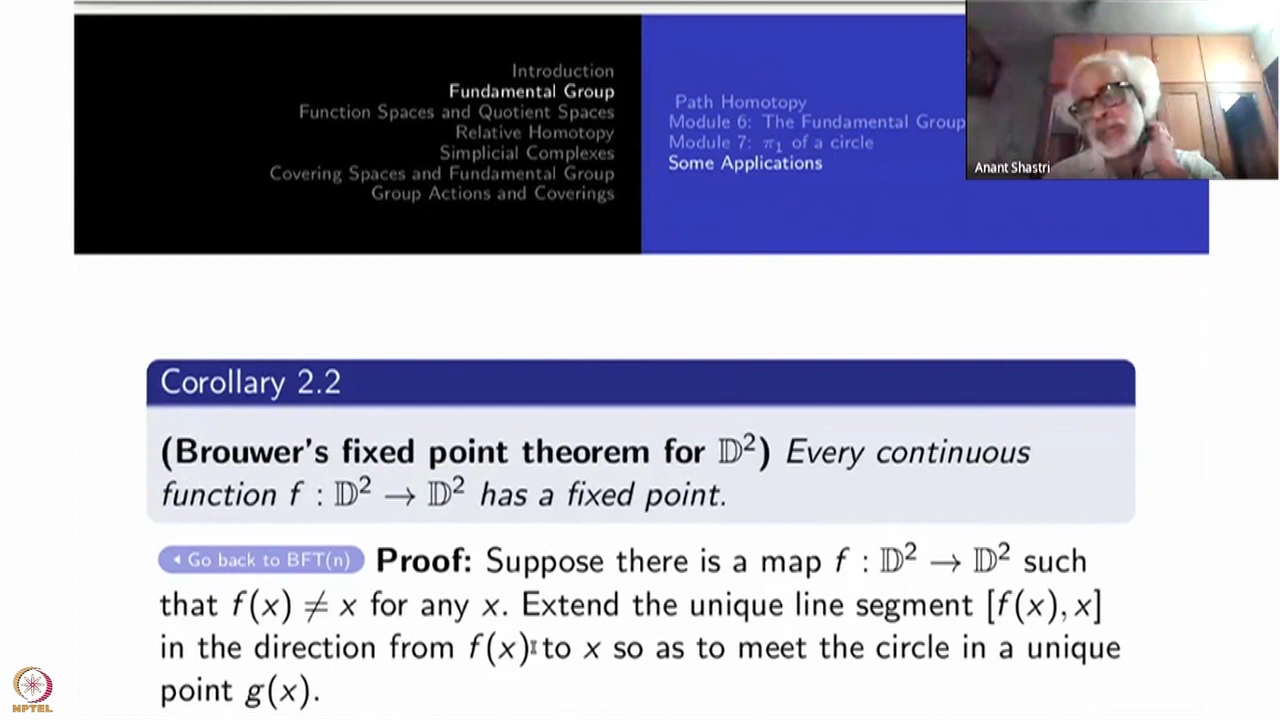 Introduction
Fundamental Group
Function Spaces and Quotient Spaces
Relative Homotopy
Simplicial Complexes
Covering Spaces and Fundamental Group
Group Actions and Coverings
Path Homotopy
Module 6: The Fundamental Group
Module 7: π₁ of a circle
Some Applications
Anant Shastri
Corollary 2.2
(Brouwer's fixed point theorem for 𝔻²) Every continuous
function f : 𝔻² → 𝔻² has a fixed point.
Go back to BFT(n) Proof: Suppose there is a map f : 𝔻² → 𝔻² such
that f(x) ≠ x for any x. Extend the unique line segment [f(x), x]
in the direction from f(x) to x so as to meet the circle in a unique
point g(x).
NPTEL